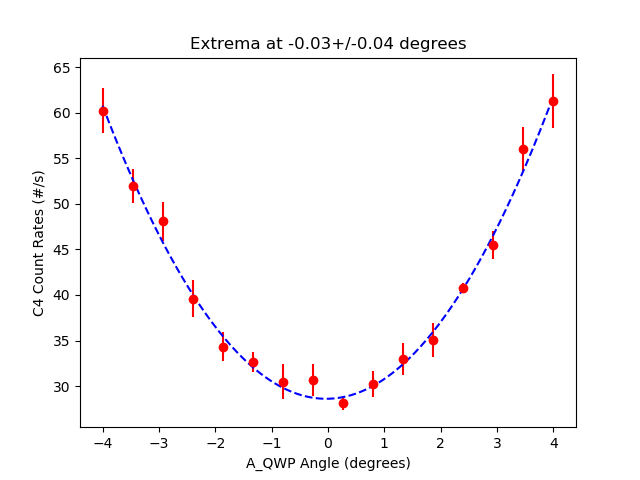 Extrema at -0.03+/-0.04 degrees
65
60
55
50
45
40
35
30
C4 Count Rates (#/s)
−4 −3 −2 −1 0 1 2 3 4
A_QWP Angle (degrees)